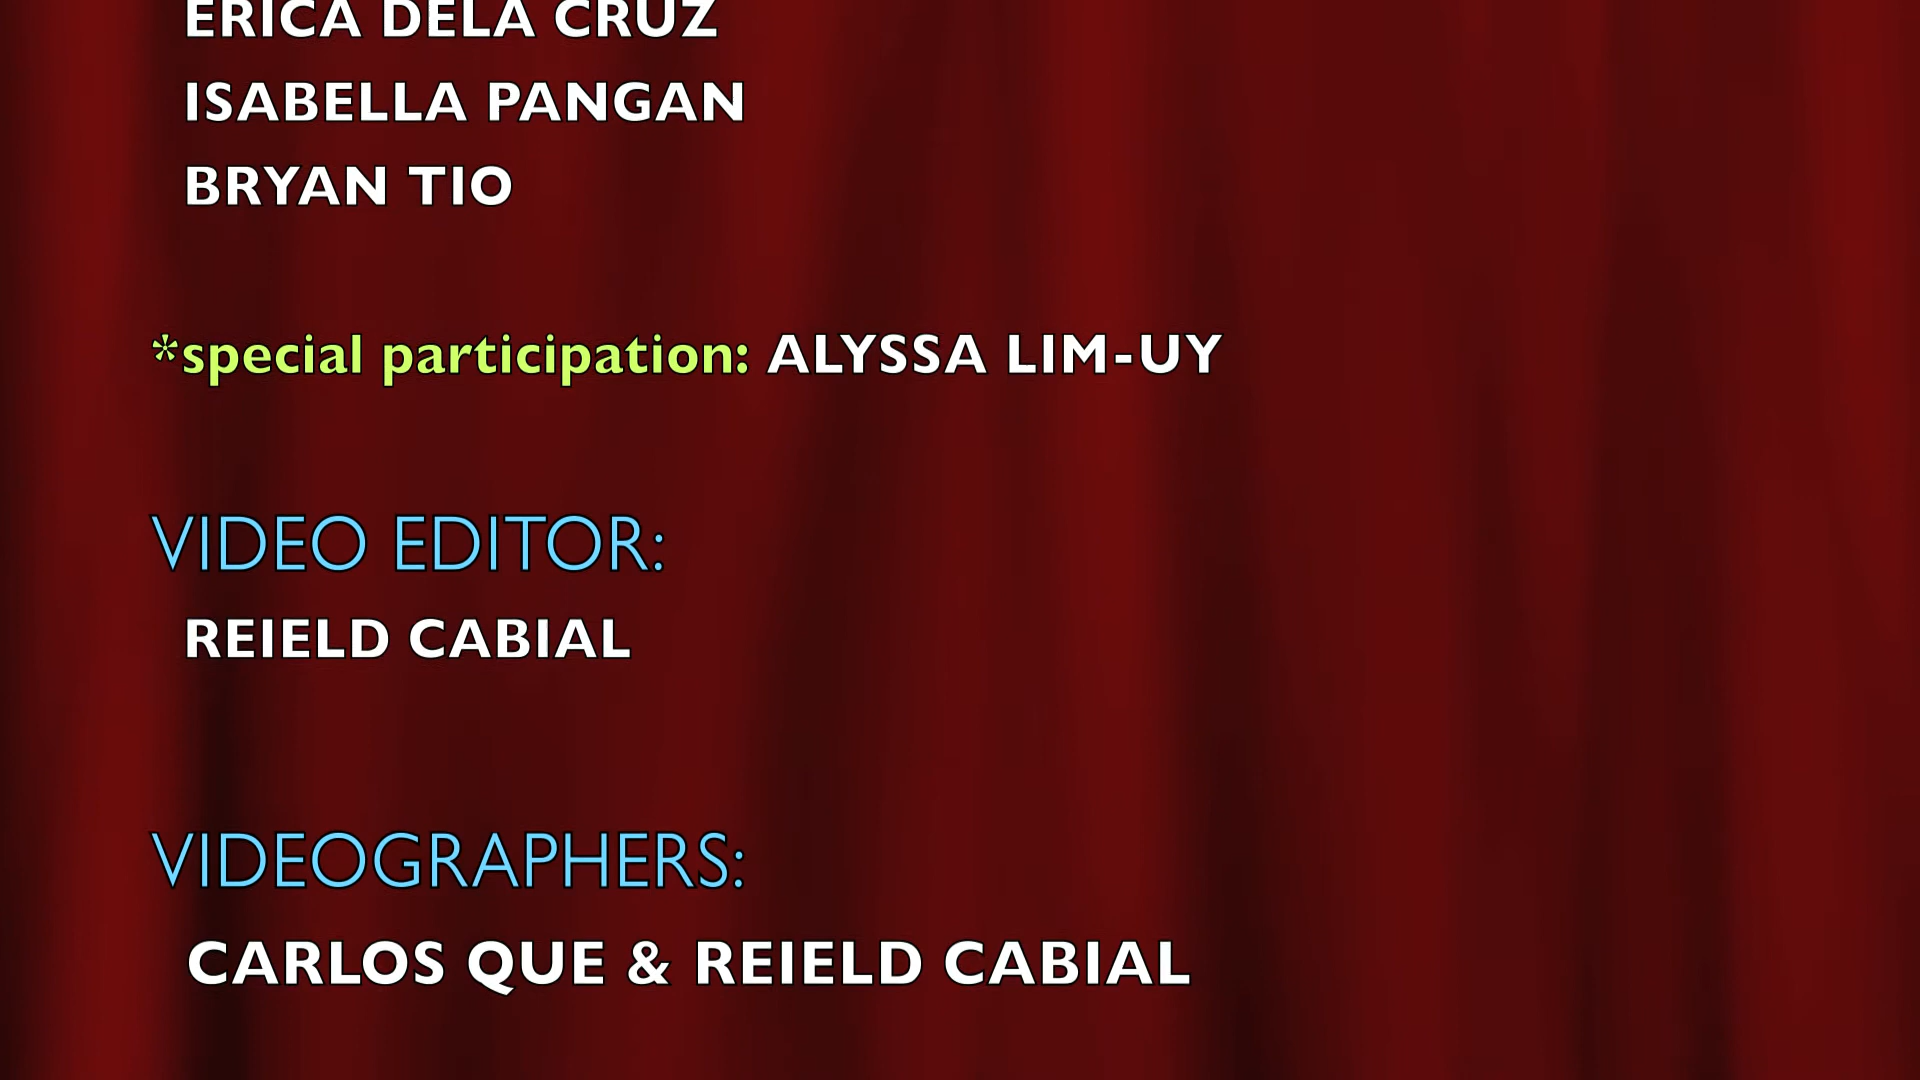 ERICA DELA CRUZ
ISABELLA PANGAN
BRYAN TIO
*special participation: ALYSSA LIM-UY
VIDEO EDITOR:
REIELD CABIAL
VIDEOGRAPHERS:
CARLOS QUE & REIELD CABIAL